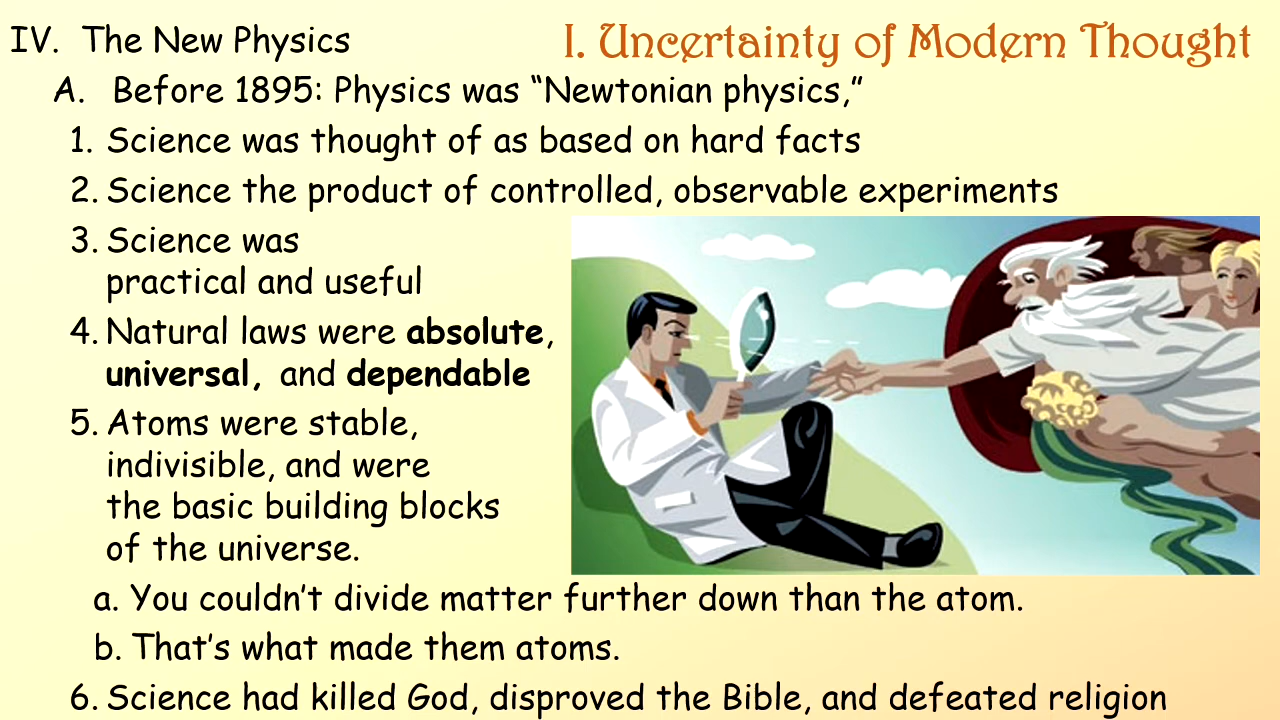 IV. The New Physics
I. Uncertainty of Modern Thought
A. Before 1895: Physics was “Newtonian physics,”
1. Science was thought of as based on hard facts
2. Science the product of controlled, observable experiments
3. Science was
practical and useful
4. Natural laws were absolute,
universal, and dependable
5. Atoms were stable,
indivisible, and were
the basic building blocks
of the universe.
a. You couldn’t divide matter further down than the atom.
b. That’s what made them atoms.
6. Science had killed God, disproved the Bible, and defeated religion